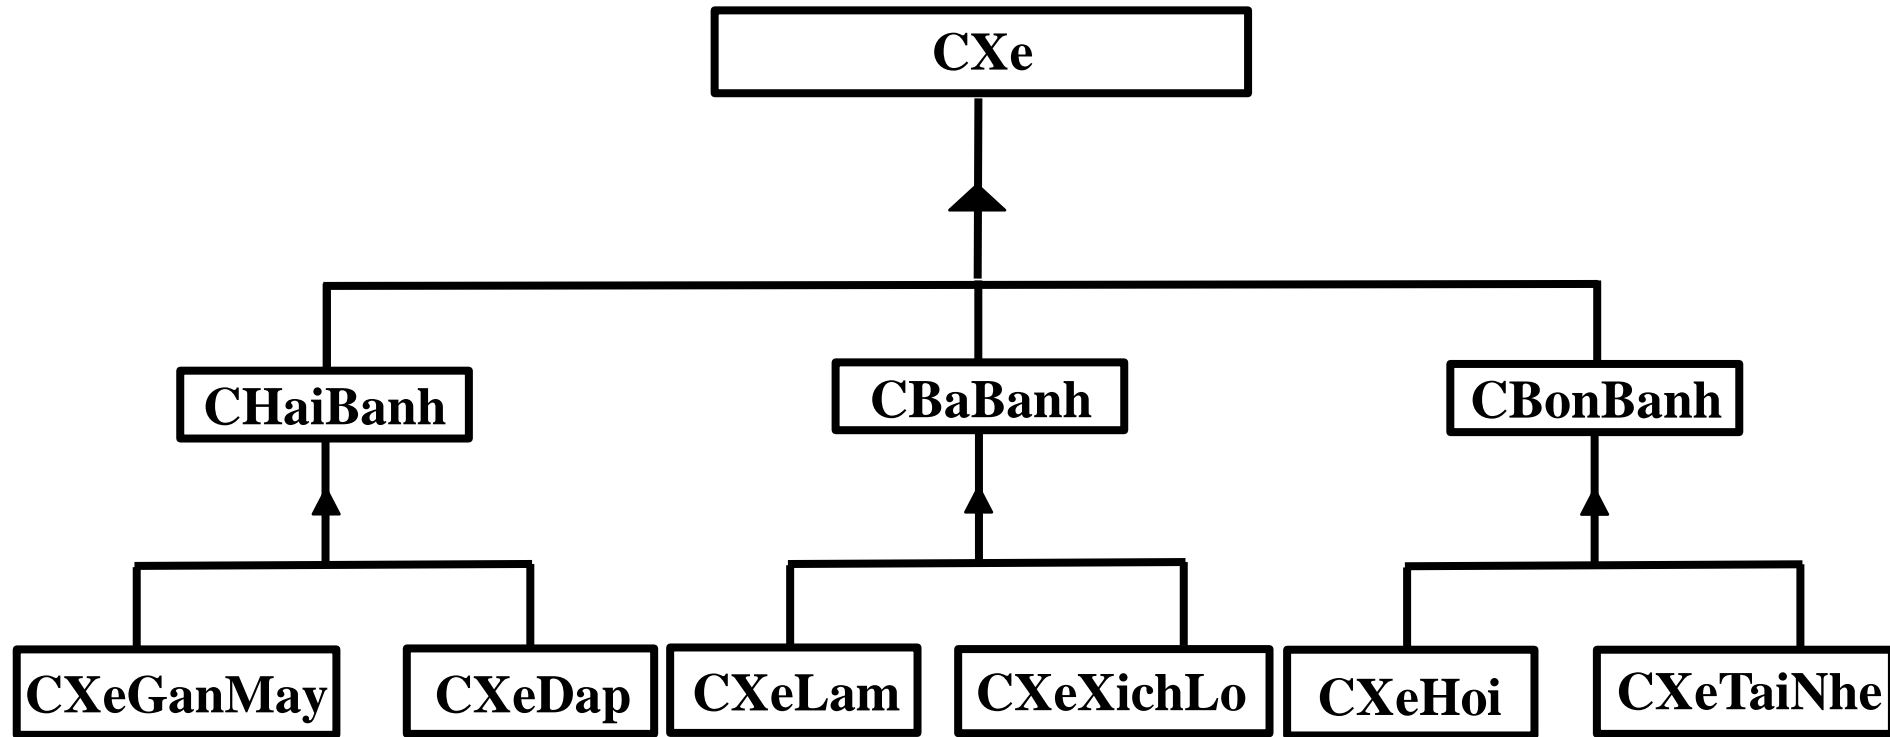 CXe
CHaiBanh
CBaBanh
CBonBanh
CXeGanMay
CXeDap
CXeLam
CXeXichLo
CXeHoi
CXeTaiNhe